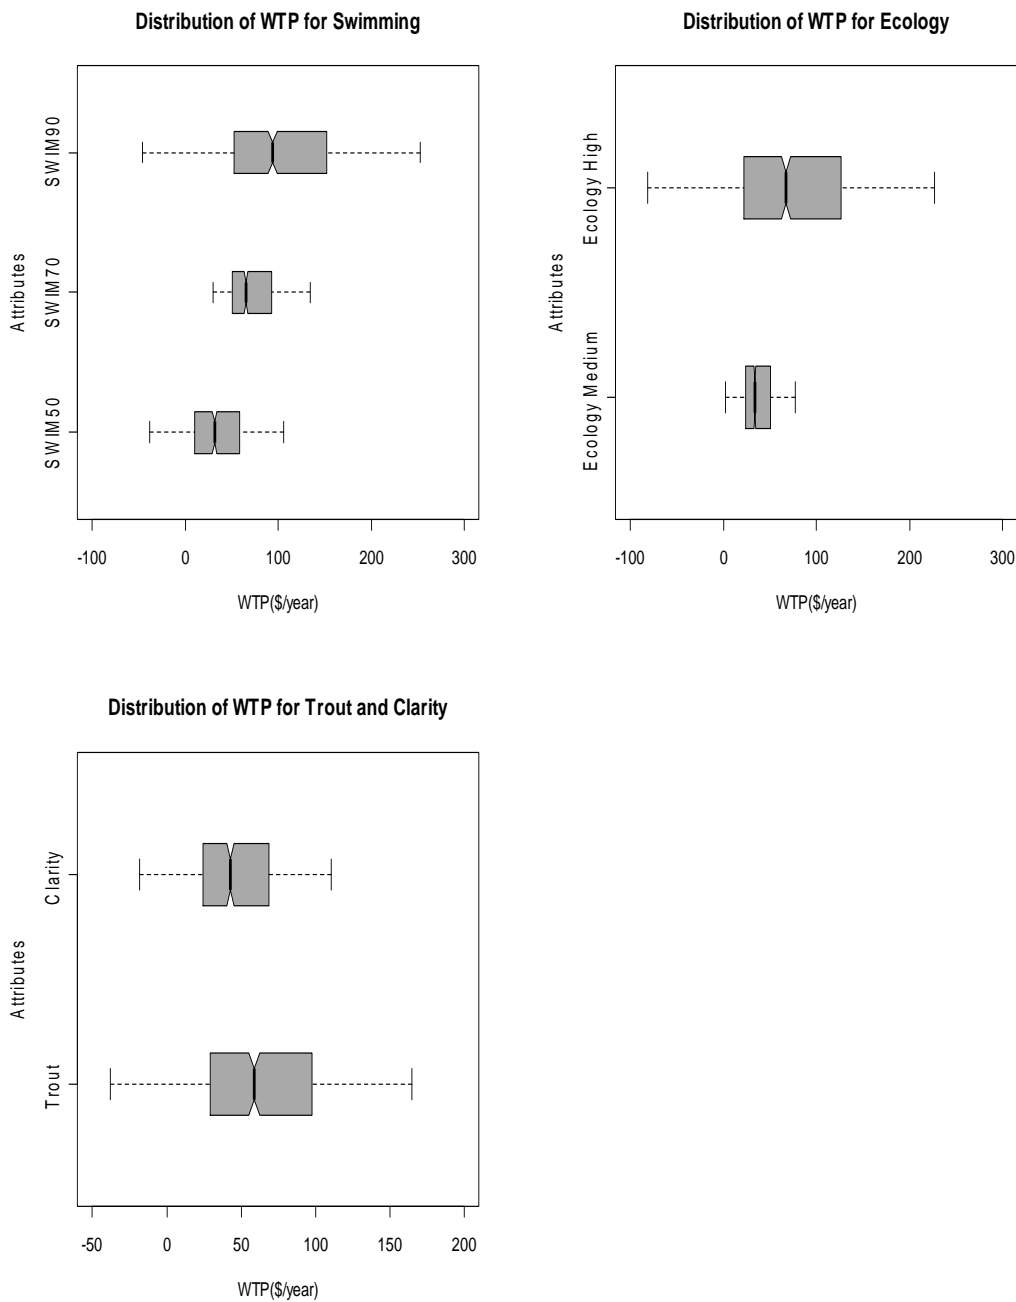 Distribution of WTP for Swimming
Attributes
SWIM90
SWIM70
SWIM50
-100 0 100 200 300
WTP($/year)
Distribution of WTP for Ecology
Attributes
Ecology High
Ecology Medium
-100 0 100 200 300
WTP($/year)
Distribution of WTP for Trout and Clarity
Attributes
Clarity
Trout
-50 0 50 100 150 200
WTP($/year)